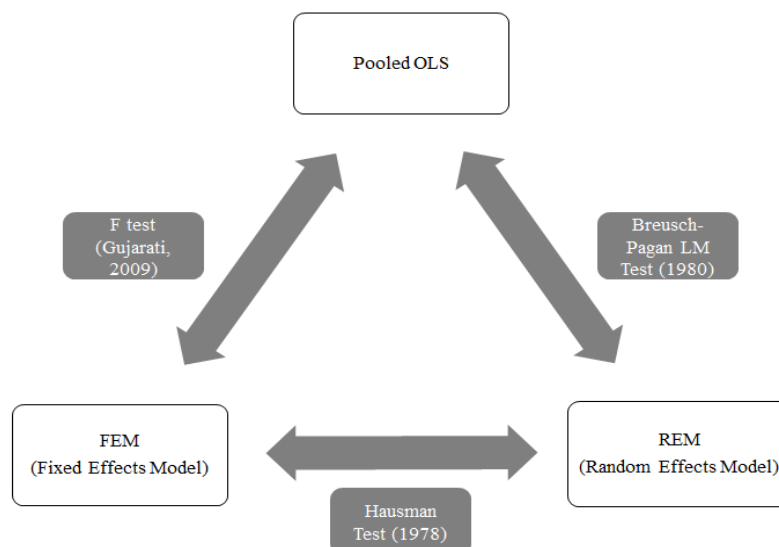 Pooled OLS
F test
(Gujarati,
2009)
Breusch-
Pagan LM
Test (1980)
FEM
(Fixed Effects Model)
REM
(Random Effects Model)
Hausman
Test (1978)